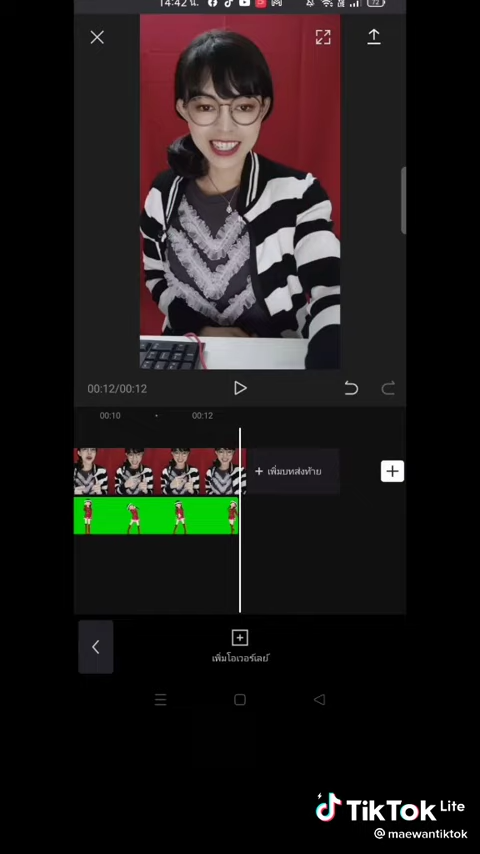 14:42 น.
72
00:12/00:12
00:10
00:12
+ เพิ่มบทส่งท้าย
เพิ่มโอเวอร์เลย์
TikTok Lite
@maewantiktok